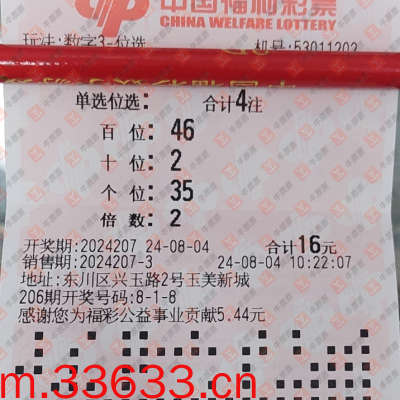 中国福利彩票
CHINA WELFARE LOTTERY
玩法:数字3-位选 机号:53011202
单选位选: 合计4注
百 位: 46
十 位: 2
个 位: 35
倍 数: 2
开奖期:2024207 24-08-04 合计16元
销售期:2024207-3 24-08-04 10:22:07
地址:东川区兴玉路2号玉美新城
206期开奖号码:8-1-8
感谢您为福彩公益事业贡献5.44元
m.33633.cn